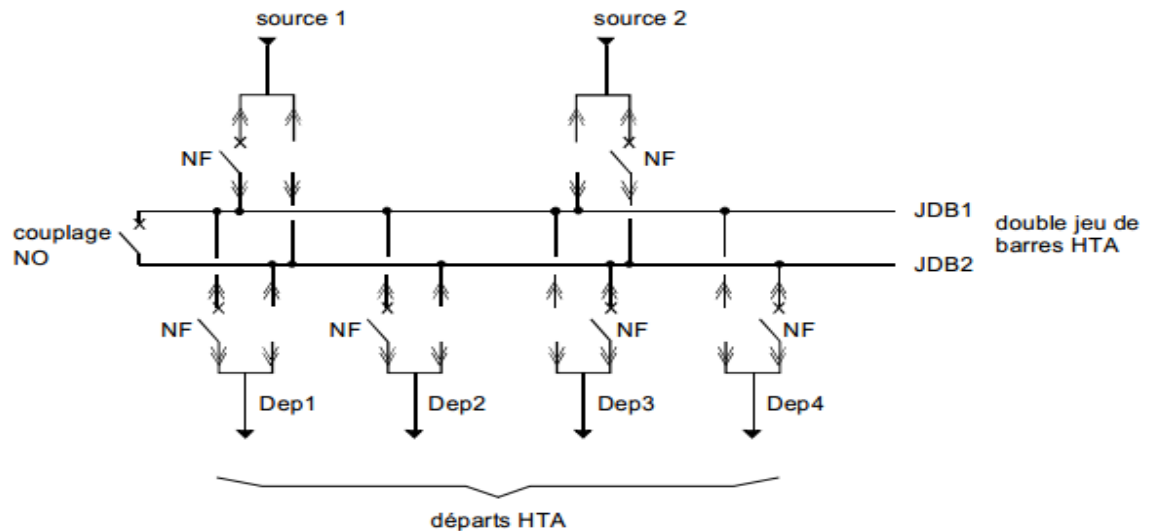 source 1
source 2
NF
NF
JDB1
couplage
NO
double jeu de
barres HTA
JDB2
NF
NF
NF
NF
Dep1
Dep2
Dep3
Dep4
départs HTA